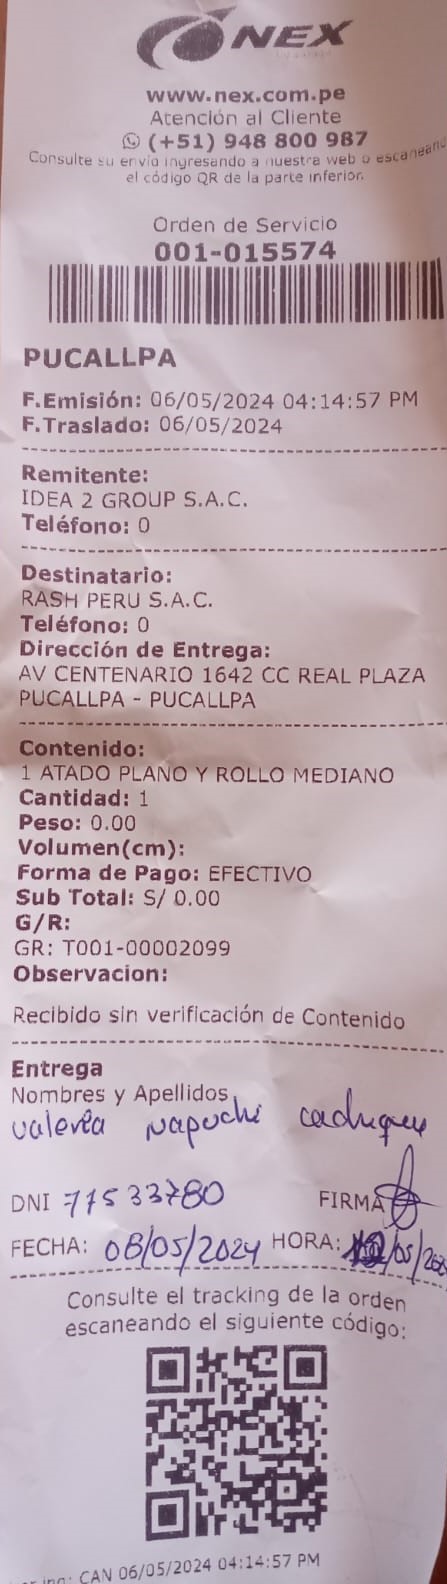 NEX
www.nex.com.pe
Atención al Cliente
(+51) 948 800 987
Consulte su envío ingresando a nuestra web o escaneando
el código QR de la parte inferior.
Orden de Servicio
001-015574
PUCALLPA
F.Emisión: 06/05/2024 04:14:57 PM
F.Traslado: 06/05/2024
Remitente:
IDEA 2 GROUP S.A.C.
Teléfono: 0
Destinatario:
RASH PERU S.A.C.
Teléfono: 0
Dirección de Entrega:
AV CENTENARIO 1642 CC REAL PLAZA
PUCALLPA - PUCALLPA
Contenido:
1 ATADO PLANO Y ROLLO MEDIANO
Cantidad: 1
Peso: 0.00
Volumen(cm):
Forma de Pago: EFECTIVO
Sub Total: S/ 0.00
G/R:
GR: T001-00002099
Observacion:
Recibido sin verificación de Contenido
Entrega
Nombres y Apellidos
valeria napuchi
DNI 77533780 FIRMA
FECHA: 08/05/2024 HORA:
Consulte el tracking de la orden
escaneando el siguiente código:
CAN 06/05/2024 04:14:57 PM